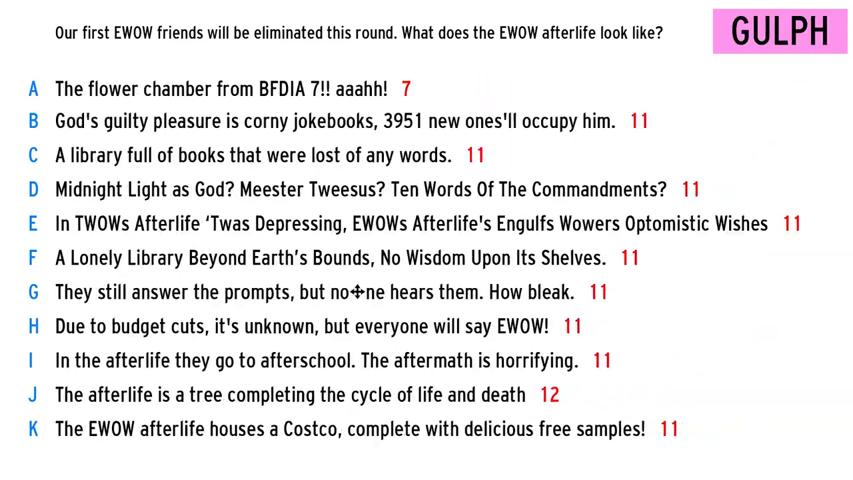 Our first EWOW friends will be eliminated this round. What does the EWOW afterlife look like?
GULPH
A The flower chamber from BFDIA 7!! aaahh! 7
B God's guilty pleasure is corny jokebooks, 3951 new ones'll occupy him. 11
C A library full of books that were lost of any words. 11
D Midnight Light as God? Meester Tweesus? Ten Words Of The Commandments? 11
E In TWOWs Afterlife ‘Twas Depressing, EWOWs Afterlife's Engulfs Wowers Optomistic Wishes 11
F A Lonely Library Beyond Earth’s Bounds, No Wisdom Upon Its Shelves. 11
G They still answer the prompts, but no ne hears them. How bleak. 11
H Due to budget cuts, it's unknown, but everyone will say EWOW! 11
I In the afterlife they go to afterschool. The aftermath is horrifying. 11
J The afterlife is a tree completing the cycle of life and death 12
K The EWOW afterlife houses a Costco, complete with delicious free samples! 11